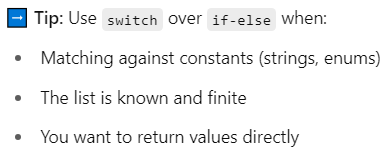 ➡ Tip: Use switch over if-else when:
• Matching against constants (strings, enums)
• The list is known and finite
• You want to return values directly